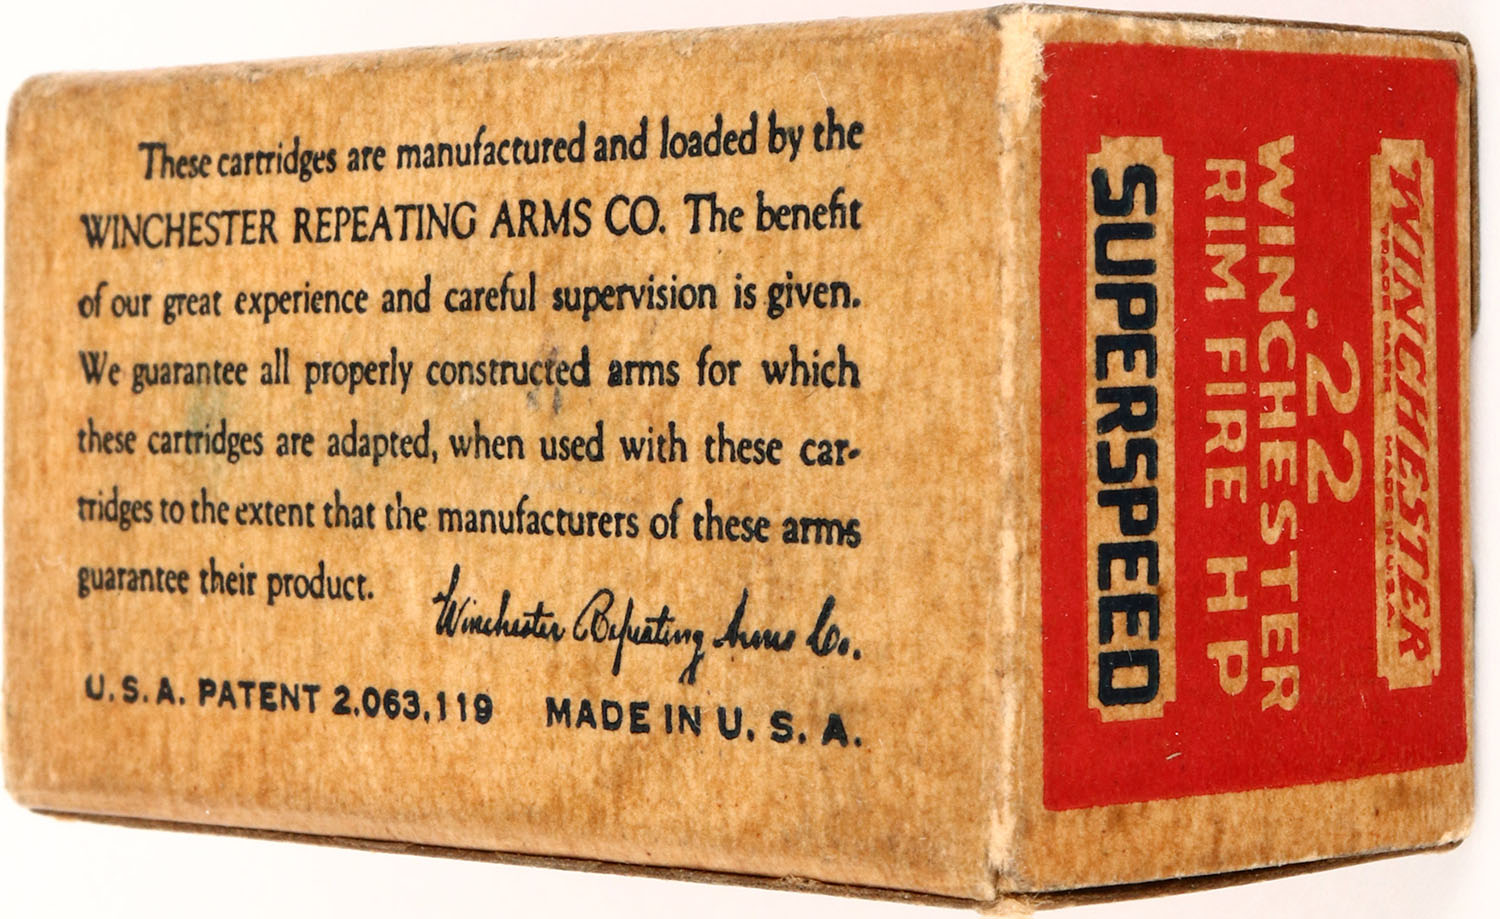 These cartridges are manufactured and loaded by the
WINCHESTER REPEATING ARMS CO. The benefit
of our great experience and careful supervision is given.
We guarantee all properly constructed arms for which
these cartridges are adapted, when used with these car-
tridges to the extent that the manufacturers of these arms
guarantee their product.
Winchester Repeating Arms Co.
U.S.A. PATENT 2,063,119 MADE IN U.S.A.
WINCHESTER
TRADE MARK MADE IN U.S.A.
.22
WINCHESTER
RIM FIRE HP
SUPERSPEED